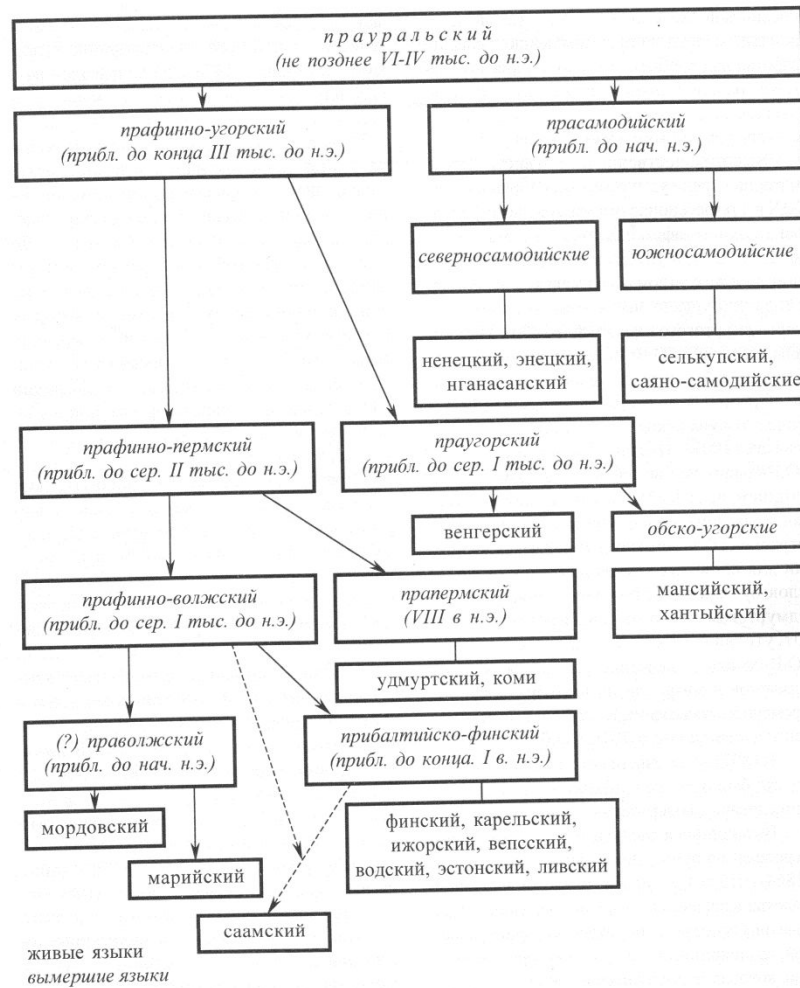 прауральский
(не позднее VI-IV тыс. до н.э.)
прафинно-угорский
(прибл. до конца III тыс. до н.э.)
прасамодийский
(прибл. до нач. н.э.)
северносамодийские
южносамодийские
ненецкий, энецкий,
нганасанский
селькупский,
саяно-самодийские
прафинно-пермский
(прибл. до сер. II тыс. до н.э.)
праугорский
(прибл. до сер. I тыс. до н.э.)
венгерский
обско-угорские
мансийский,
хантыйский
прафинно-волжский
(прибл. до сер. I тыс. до н.э.)
прапермский
(VIII в н.э.)
удмуртский, коми
(?) праволжский
(прибл. до нач. н.э.)
прибалтийско-финский
(прибл. до конца. I в. н.э.)
мордовский
марийский
финский, карельский,
ижорский, вепсский,
водский, эстонский, ливский
саамский
живые языки
вымершие языки